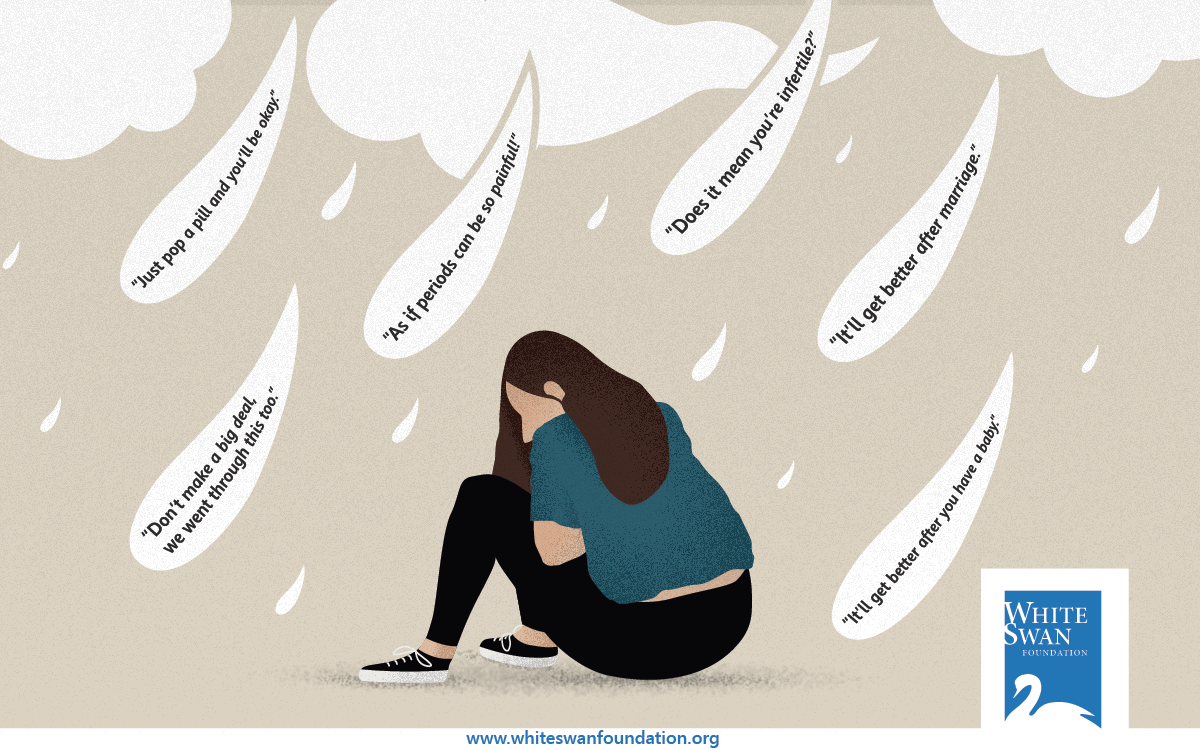 "Just pop a pill and you'll be okay."
"As if periods can be so painful!"
"Does it mean you're infertile?"
"It'll get better after marriage."
"Don't make a big deal,
we went through this too."
"It'll get better after you have a baby."
WHITE
SWAN
FOUNDATION
www.whiteswanfoundation.org